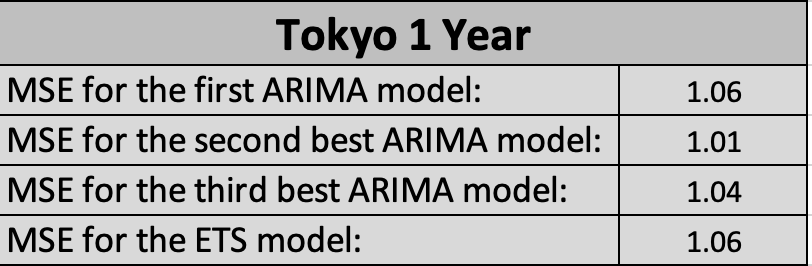 Tokyo 1 Year
MSE for the first ARIMA model: 1.06
MSE for the second best ARIMA model: 1.01
MSE for the third best ARIMA model: 1.04
MSE for the ETS model: 1.06